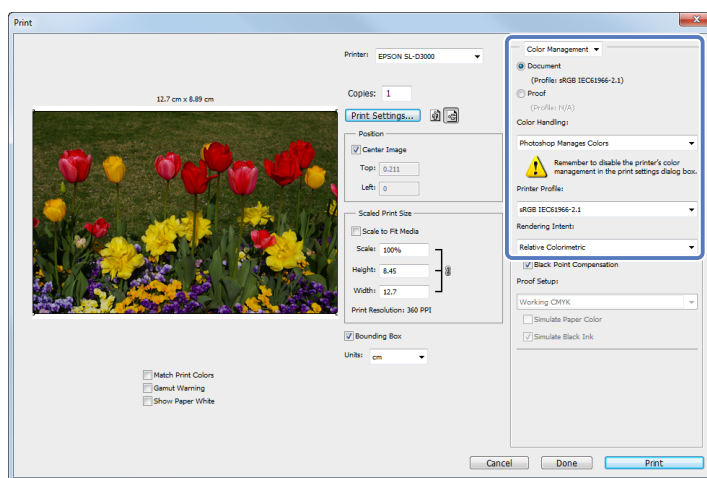 Print
12.7 cm x 8.89 cm
Match Print Colors
Gamut Warning
Show Paper White
Printer: EPSON SL-D3000
Copies: 1
Print Settings...
Position
Center Image
Top: 0.211
Left: 0
Scaled Print Size
Scale to Fit Media
Scale: 100%
Height: 8.45
Width: 12.7
Print Resolution: 360 PPI
Bounding Box
Units: cm
Color Management
Document
(Profile: sRGB IEC61966-2.1)
Proof
(Profile: N/A)
Color Handling:
Photoshop Manages Colors
Remember to disable the printer's color
management in the print settings dialog box.
Printer Profile:
sRGB IEC61966-2.1
Rendering Intent:
Relative Colorimetric
Black Point Compensation
Proof Setup:
Working CMYK
Simulate Paper Color
Simulate Black Ink
Cancel
Done
Print